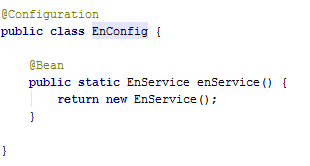 @Configuration
public class EnConfig {
@Bean
public static EnService enService() {
return new EnService();
}
}